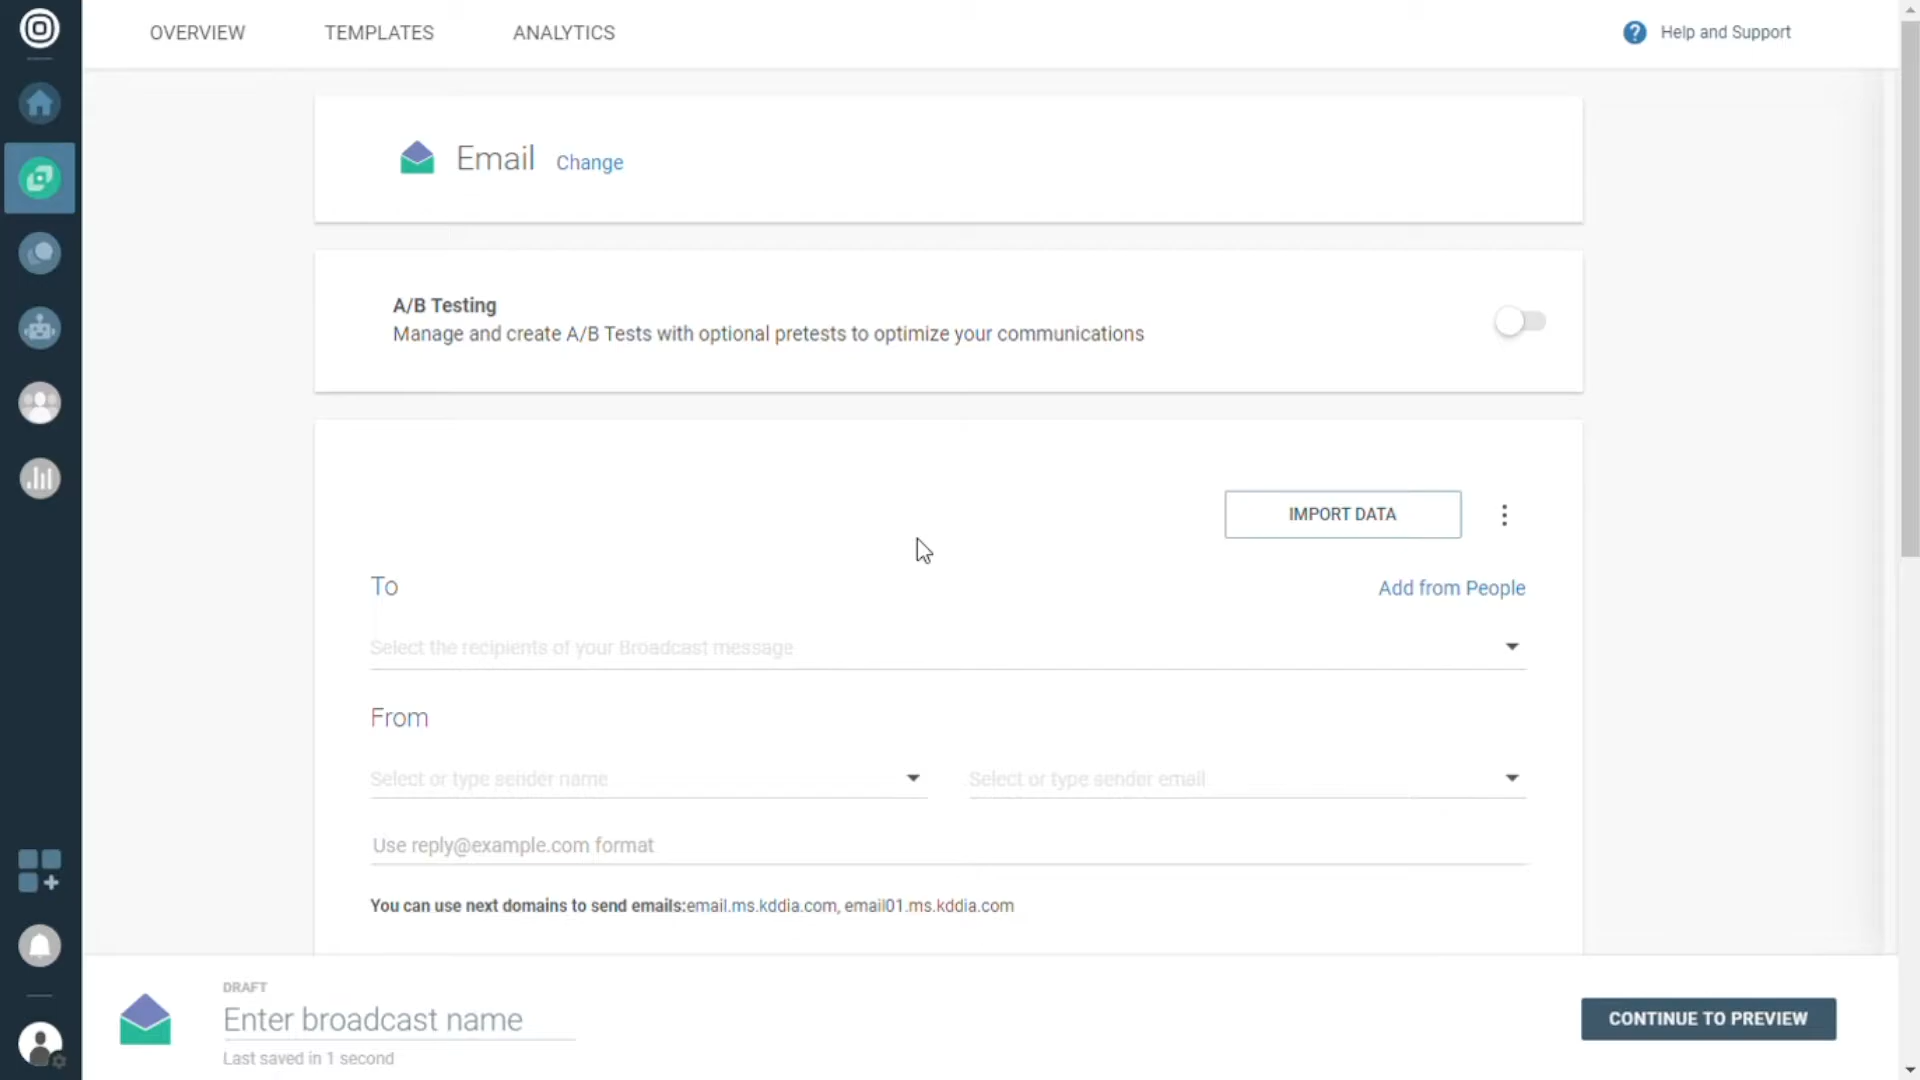 OVERVIEW
TEMPLATES
ANALYTICS
? Help and Support
Email Change
A/B Testing
Manage and create A/B Tests with optional pretests to optimize your communications
IMPORT DATA
To
Add from People
Select the recipients of your Broadcast message
From
Select or type sender name
Select or type sender email
Use reply@example.com format
You can use next domains to send emails:email.ms.kddia.com, email01.ms.kddia.com
DRAFT
Enter broadcast name
Last saved in 1 second
CONTINUE TO PREVIEW